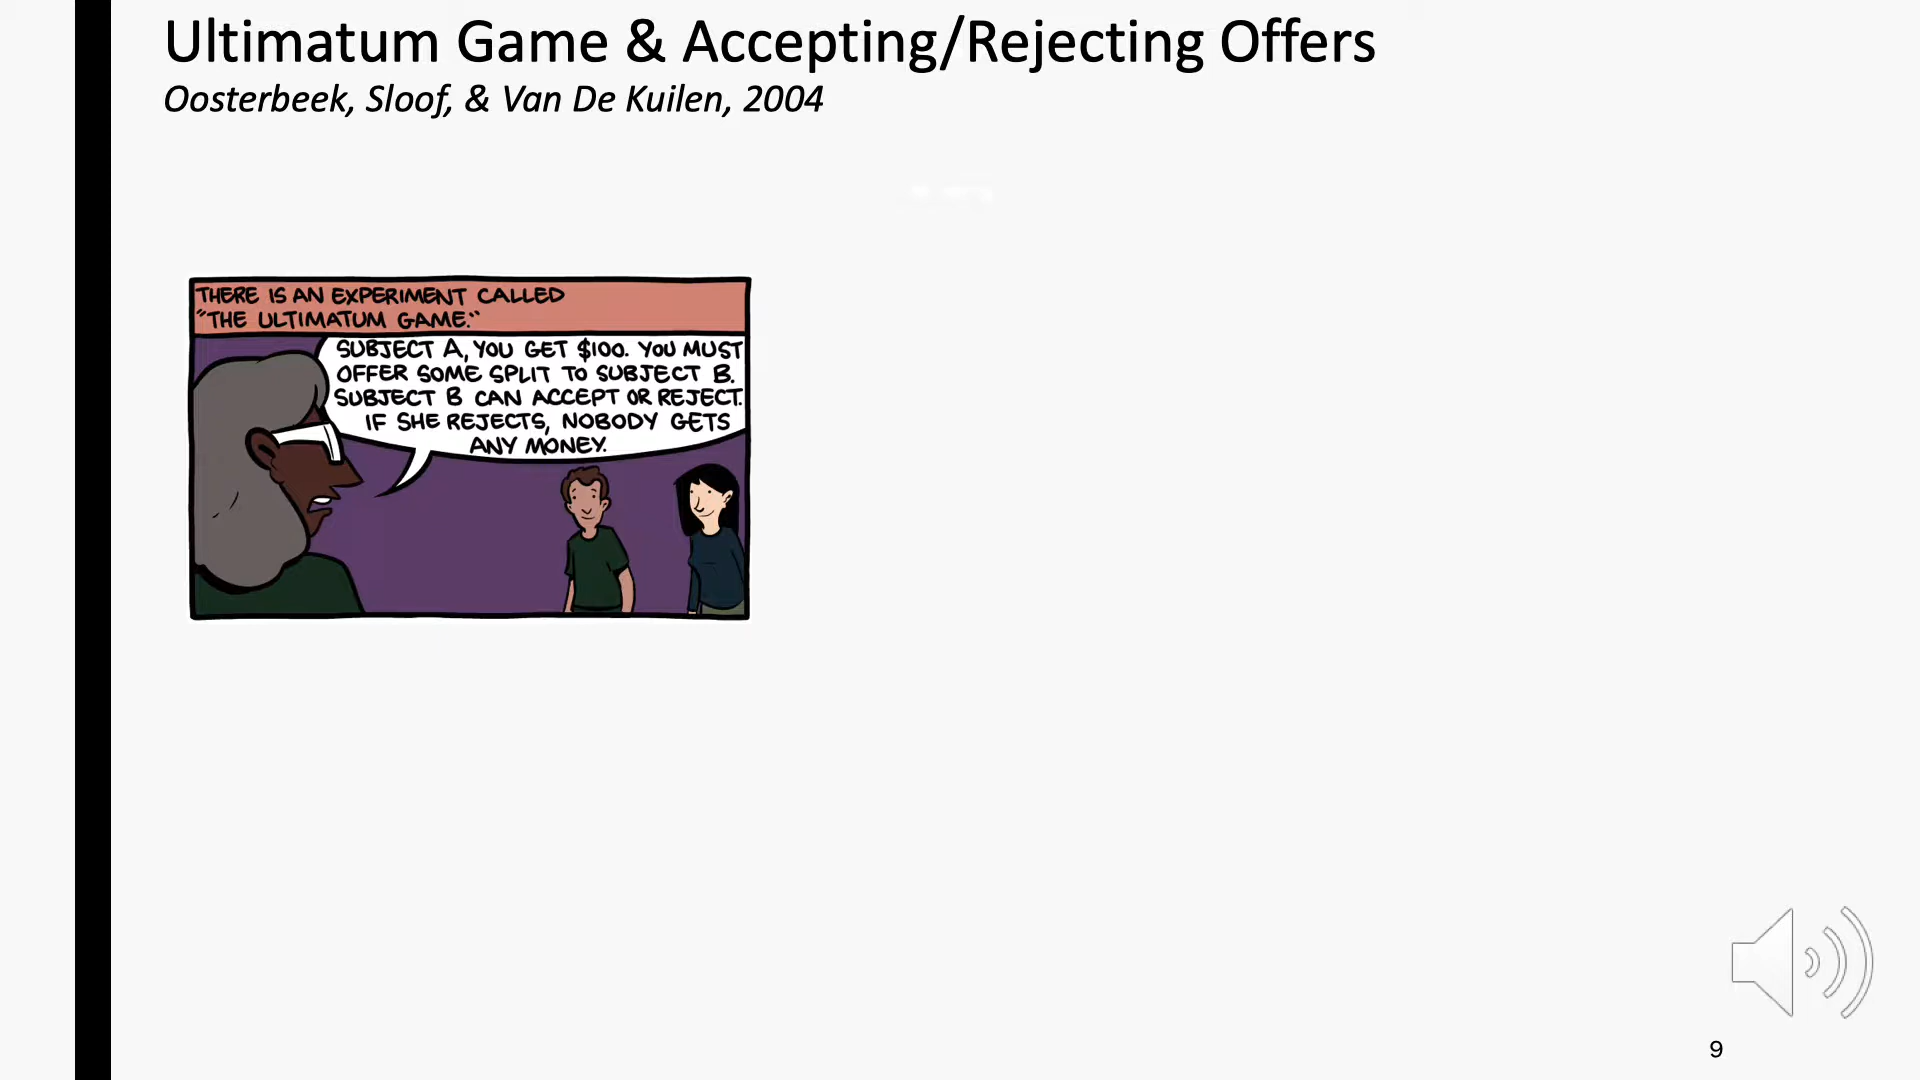 Ultimatum Game & Accepting/Rejecting Offers
Oosterbeek, Sloof, & Van De Kuilen, 2004
THERE IS AN EXPERIMENT CALLED
"THE ULTIMATUM GAME."
SUBJECT A, YOU GET $100. YOU MUST
OFFER SOME SPLIT TO SUBJECT B.
SUBJECT B CAN ACCEPT OR REJECT.
IF SHE REJECTS, NOBODY GETS
ANY MONEY.
9